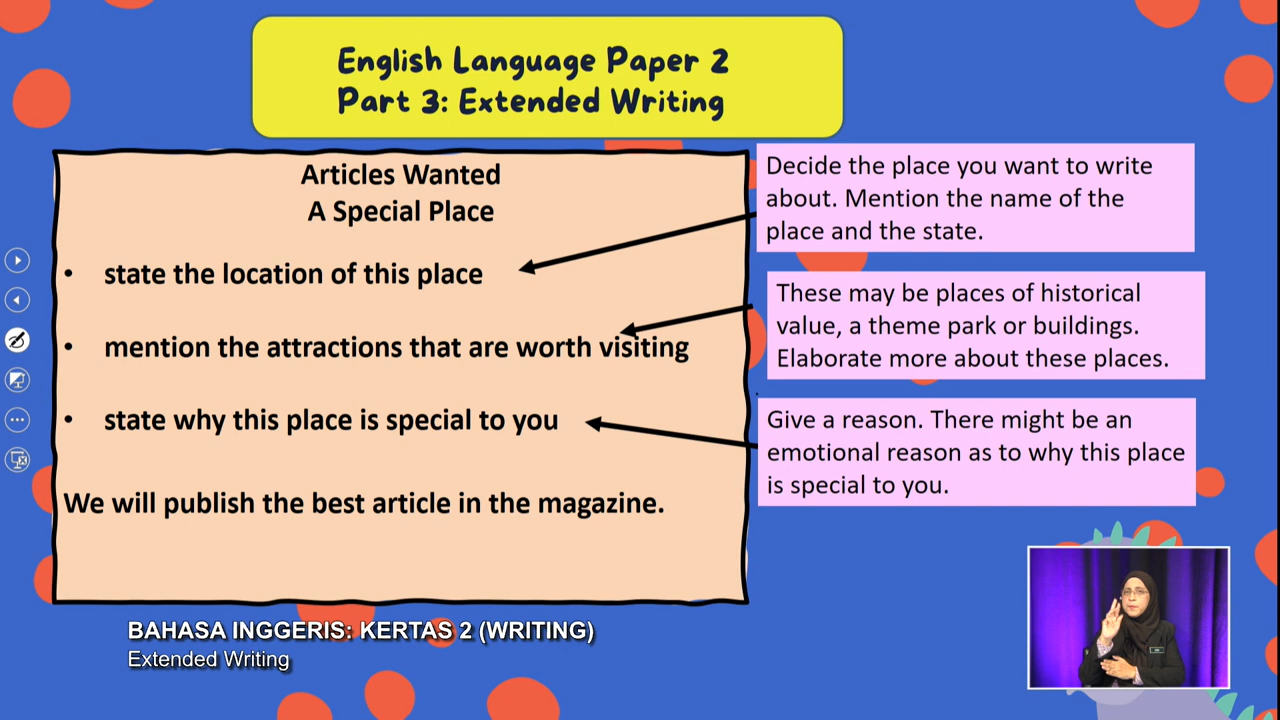 English Language Paper 2
Part 3: Extended Writing
Articles Wanted
A Special Place
• state the location of this place
• mention the attractions that are worth visiting
• state why this place is special to you
We will publish the best article in the magazine.
Decide the place you want to write
about. Mention the name of the
place and the state.
These may be places of historical
value, a theme park or buildings.
Elaborate more about these places.
Give a reason. There might be an
emotional reason as to why this place
is special to you.
BAHASA INGGERIS: KERTAS 2 (WRITING)
Extended Writing